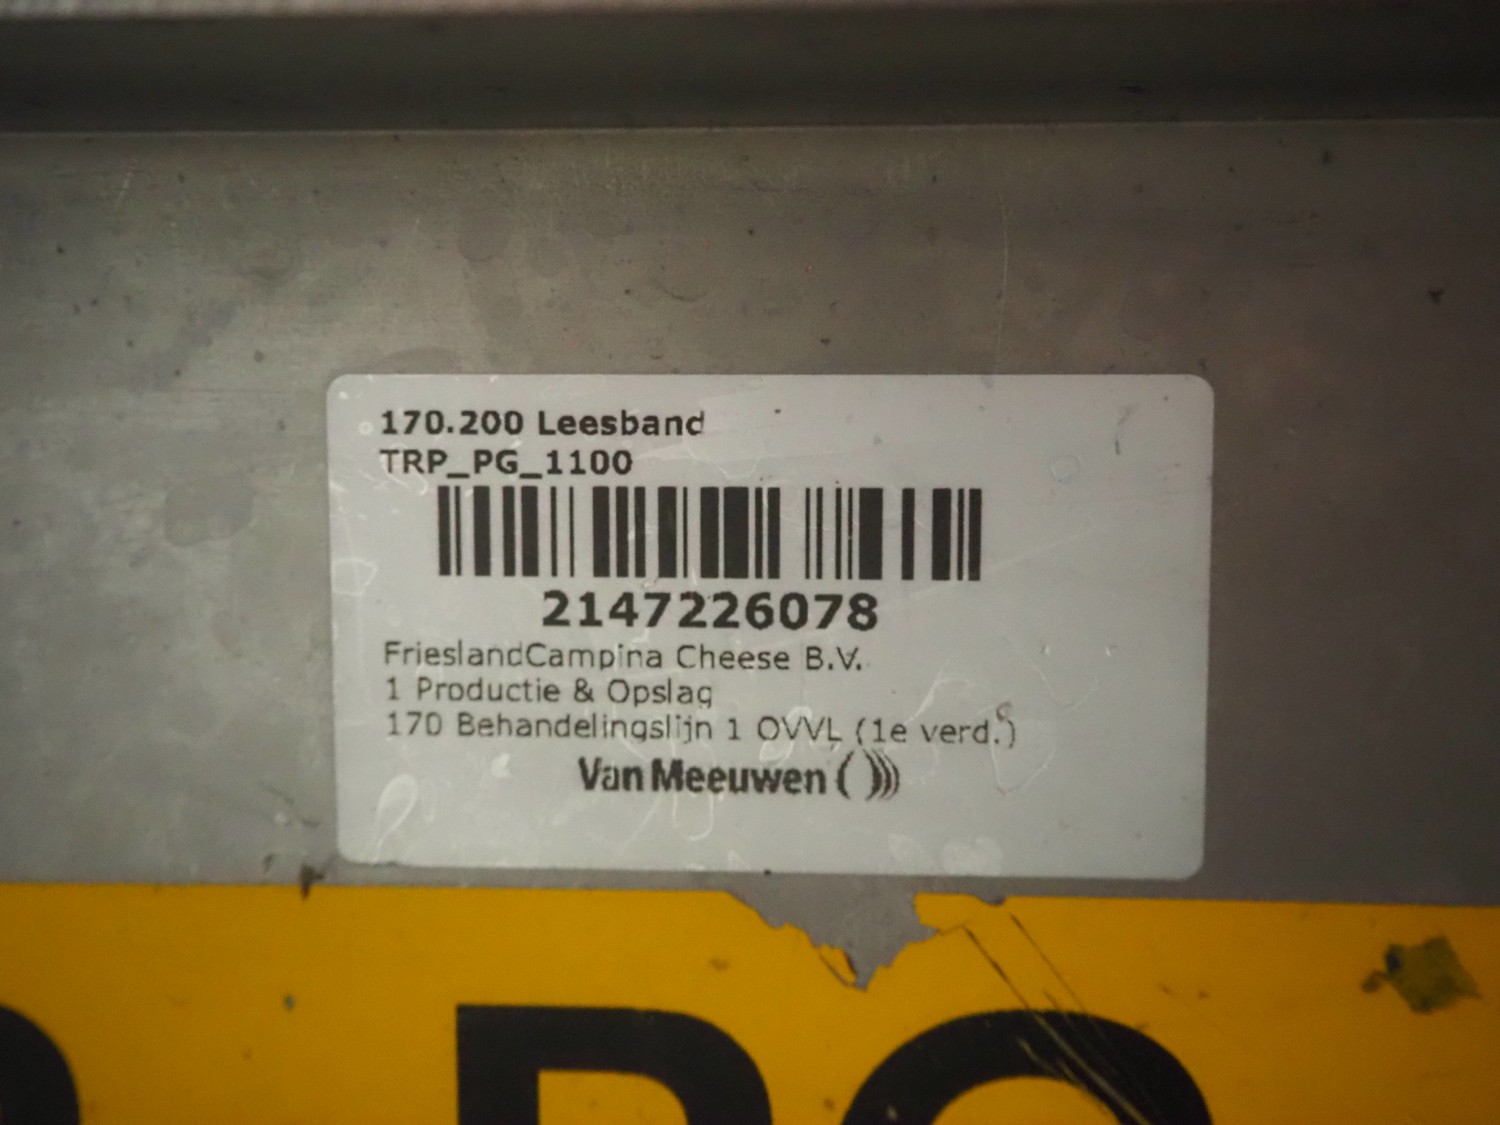 170.200 Leesband
TRP_PG_1100
2147226078
FrieslandCampina Cheese B.V.
1 Productie & Opslag
170 Behandelingslijn 1 OVVL (1e verd.)
Van Meeuwen